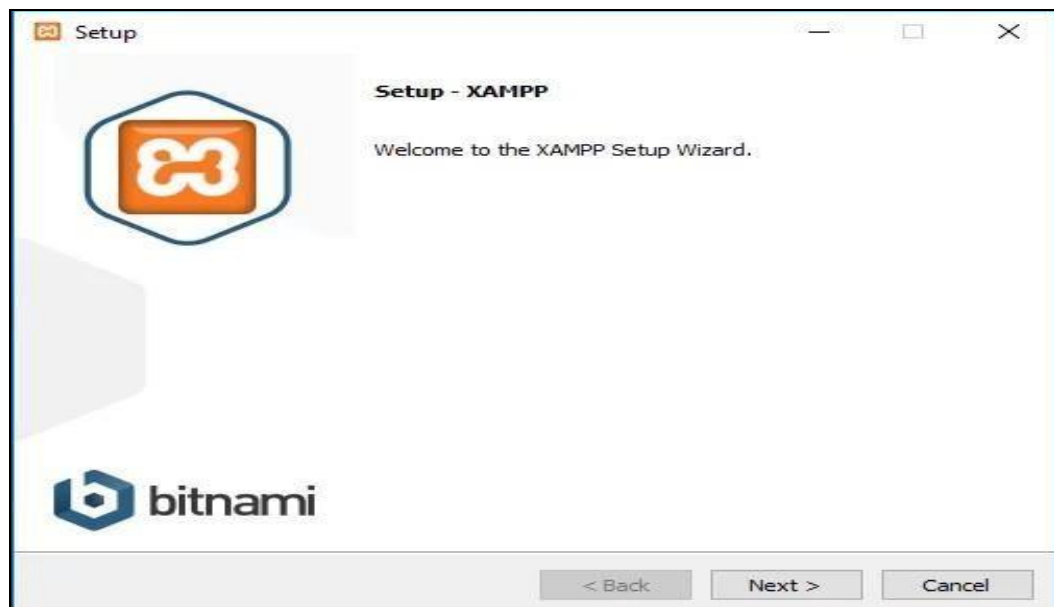 Setup
Setup - XAMPP
Welcome to the XAMPP Setup Wizard.
bitnami
< Back Next > Cancel